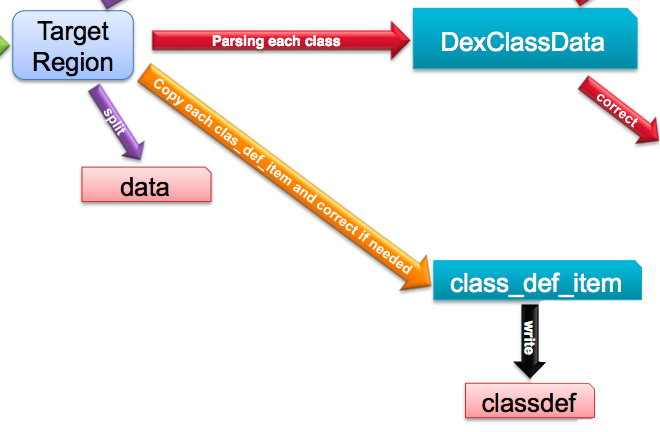 Target
Region
Parsing each class
DexClassData
correct
split
Copy each clas_def_item and correct if needed
data
class_def_item
write
classdef